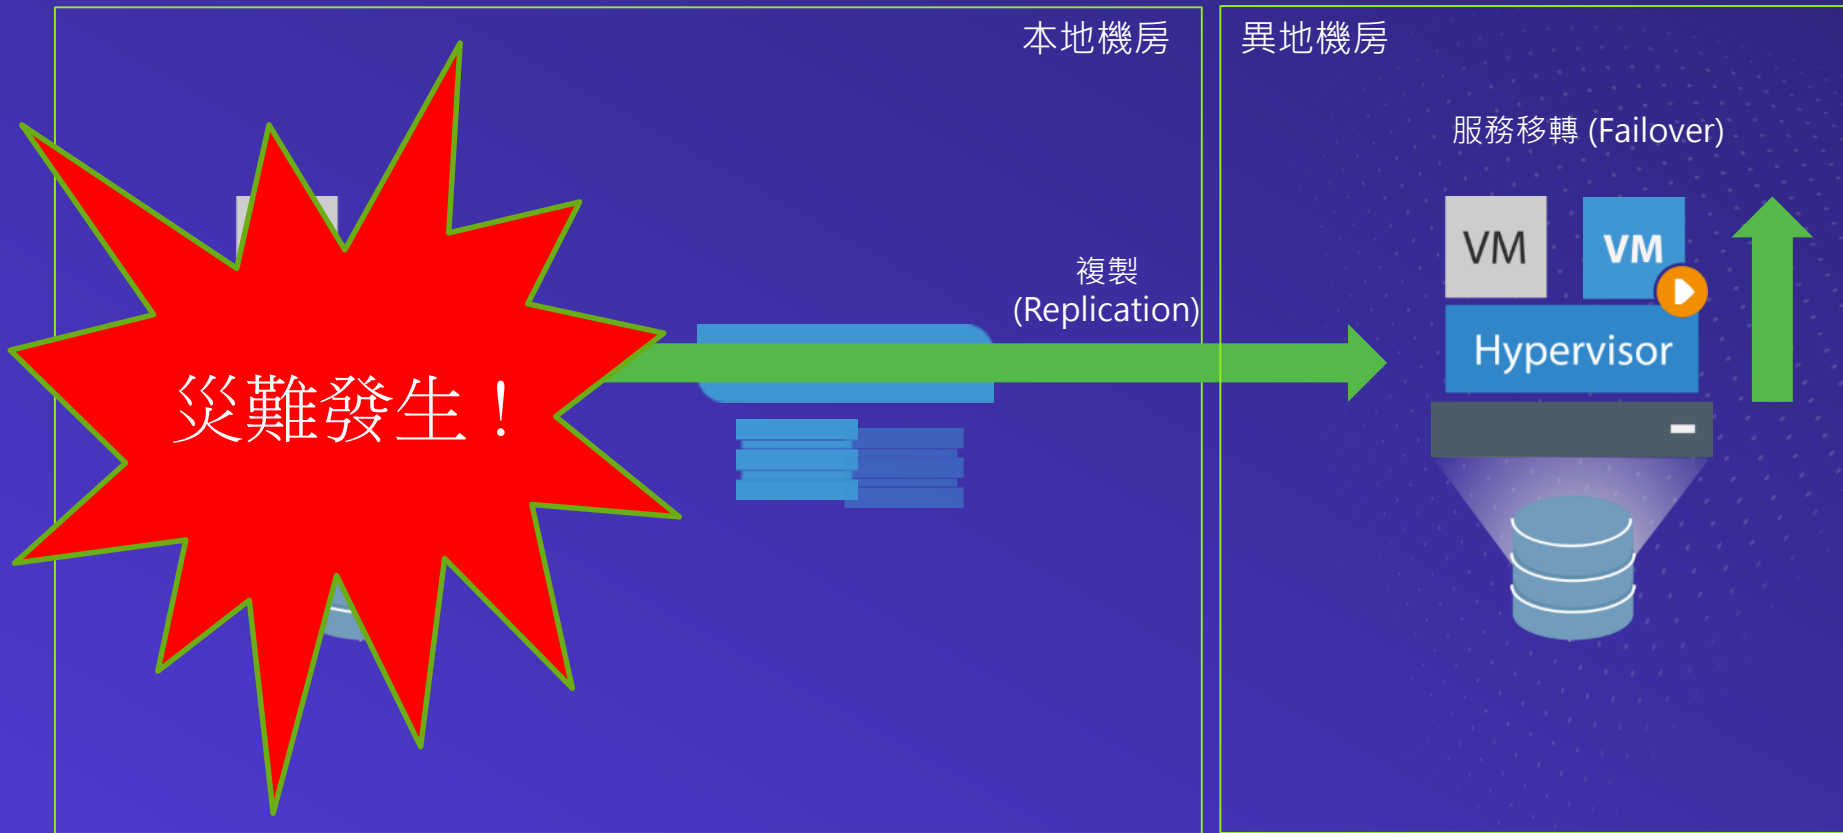 本地機房
異地機房
服務移轉 (Failover)
VM
VM
複製
(Replication)
Hypervisor
災難發生！